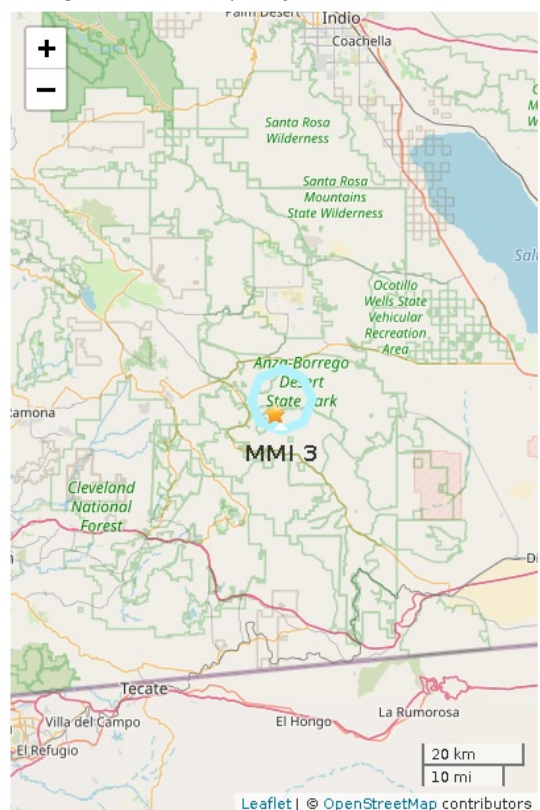 Palm Desert
Indio
Coachella
+
−
Santa Rosa
Wilderness
Santa Rosa
Mountains
State Wilderness
Ocotillo
Wells State
Vehicular
Recreation
Area
Anza-Borrego
Desert
State Park
MMI 3
Cleveland
National
Forest
Tecate
Villa del Campo
El Hongo
La Rumorosa
El Refugio
20 km
10 mi
Leaflet | © OpenStreetMap contributors